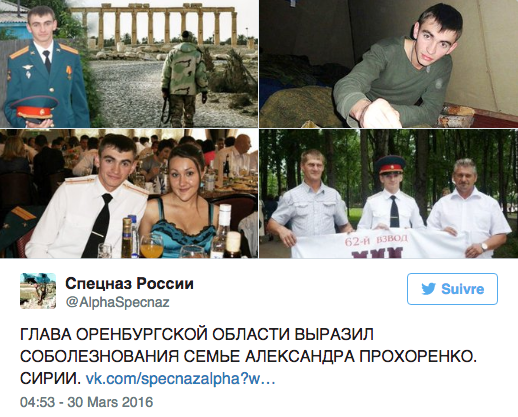 62-Й ВЗВОД
Спецназ России
@AlphaSpecnaz
Suivre
ГЛАВА ОРЕНБУРГСКОЙ ОБЛАСТИ ВЫРАЗИЛ
СОБОЛЕЗНОВАНИЯ СЕМЬЕ АЛЕКСАНДРА ПРОХОРЕНКО.
СИРИИ. vk.com/specnazalpha?w…
04:53 - 30 Mars 2016